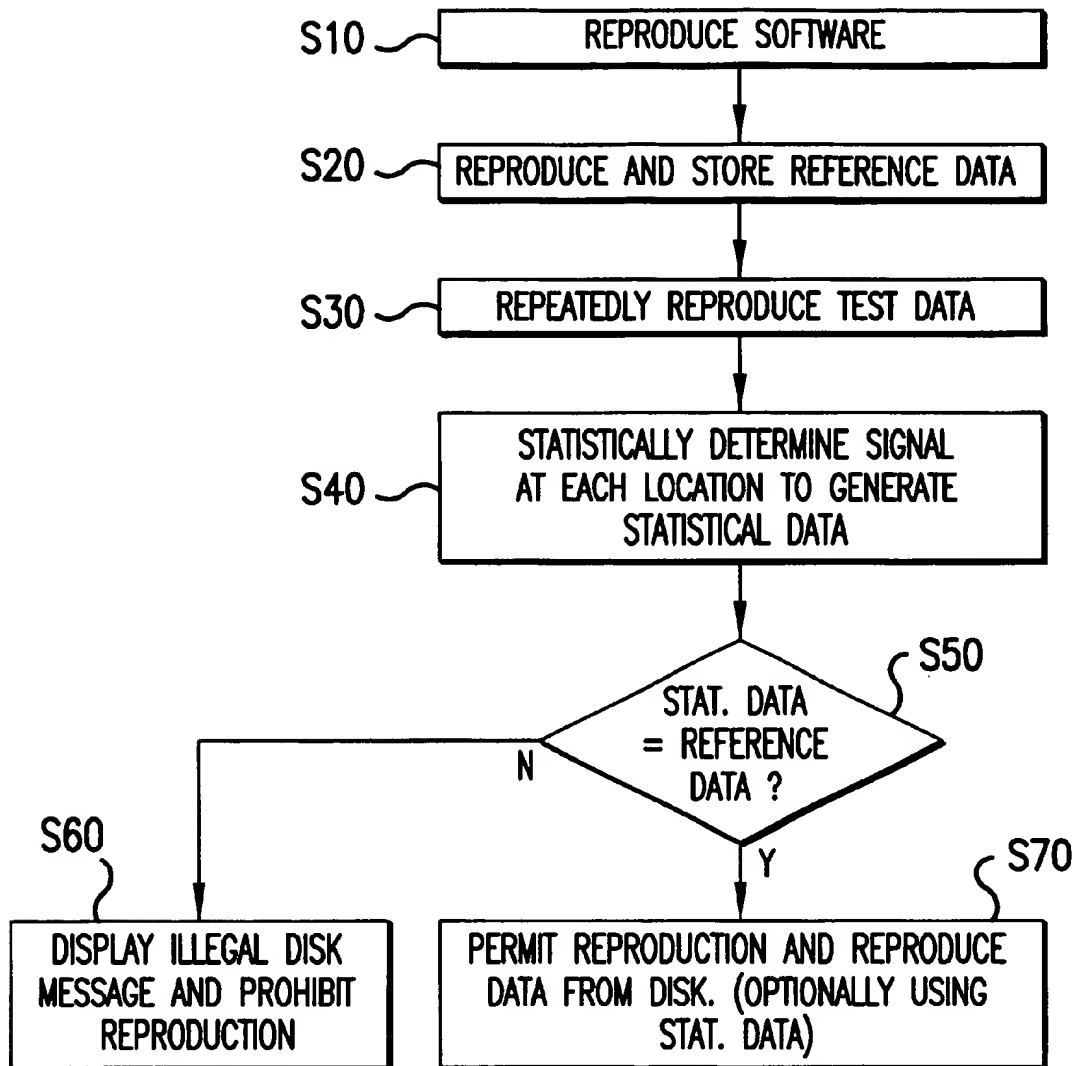 S10
REPRODUCE SOFTWARE
S20
REPRODUCE AND STORE REFERENCE DATA
S30
REPEATEDLY REPRODUCE TEST DATA
S40
STATISTICALLY DETERMINE SIGNAL
AT EACH LOCATION TO GENERATE
STATISTICAL DATA
S50
STAT. DATA
= REFERENCE
DATA ?
N
Y
S60
DISPLAY ILLEGAL DISK
MESSAGE AND PROHIBIT
REPRODUCTION
S70
PERMIT REPRODUCTION AND REPRODUCE
DATA FROM DISK. (OPTIONALLY USING
STAT. DATA)